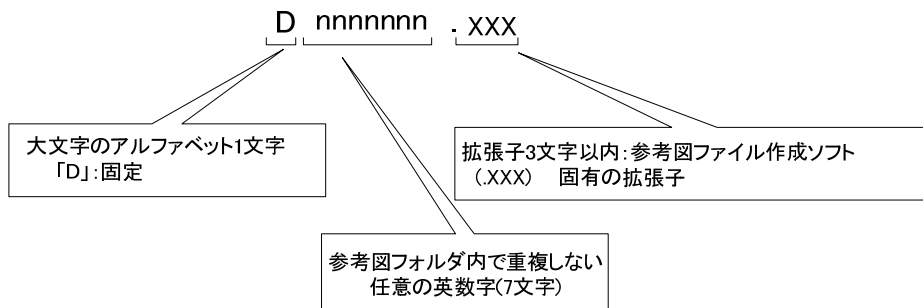 D nnnnnnn .XXX
大文字のアルファベット1文字
「D」:固定
拡張子3文字以内:参考図ファイル作成ソフト
(.XXX) 固有の拡張子
参考図フォルダ内で重複しない
任意の英数字(7文字)